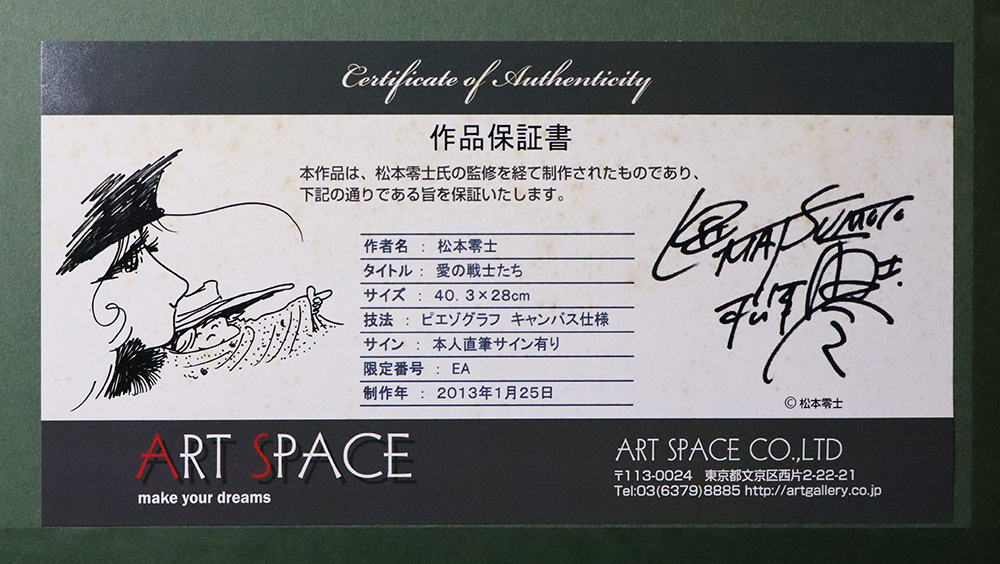 Certificate of Authenticity
作品保証書
本作品は、松本零士氏の監修を経て制作されたものであり、
下記の通りである旨を保証いたします。
作者名 : 松本零士
タイトル : 愛の戦士たち
サイズ : 40.3×28cm
技法 : ピエゾグラフ キャンバス仕様
サイン : 本人直筆サイン有り
限定番号 : EA
制作年 : 2013年1月25日
LEIJI MATSUMOTO
松本零士
© 松本零士
ART SPACE
make your dreams
ART SPACE CO.,LTD
〒113-0024 東京都文京区西片2-22-21
Tel:03(6379)8885 http://artgallery.co.jp